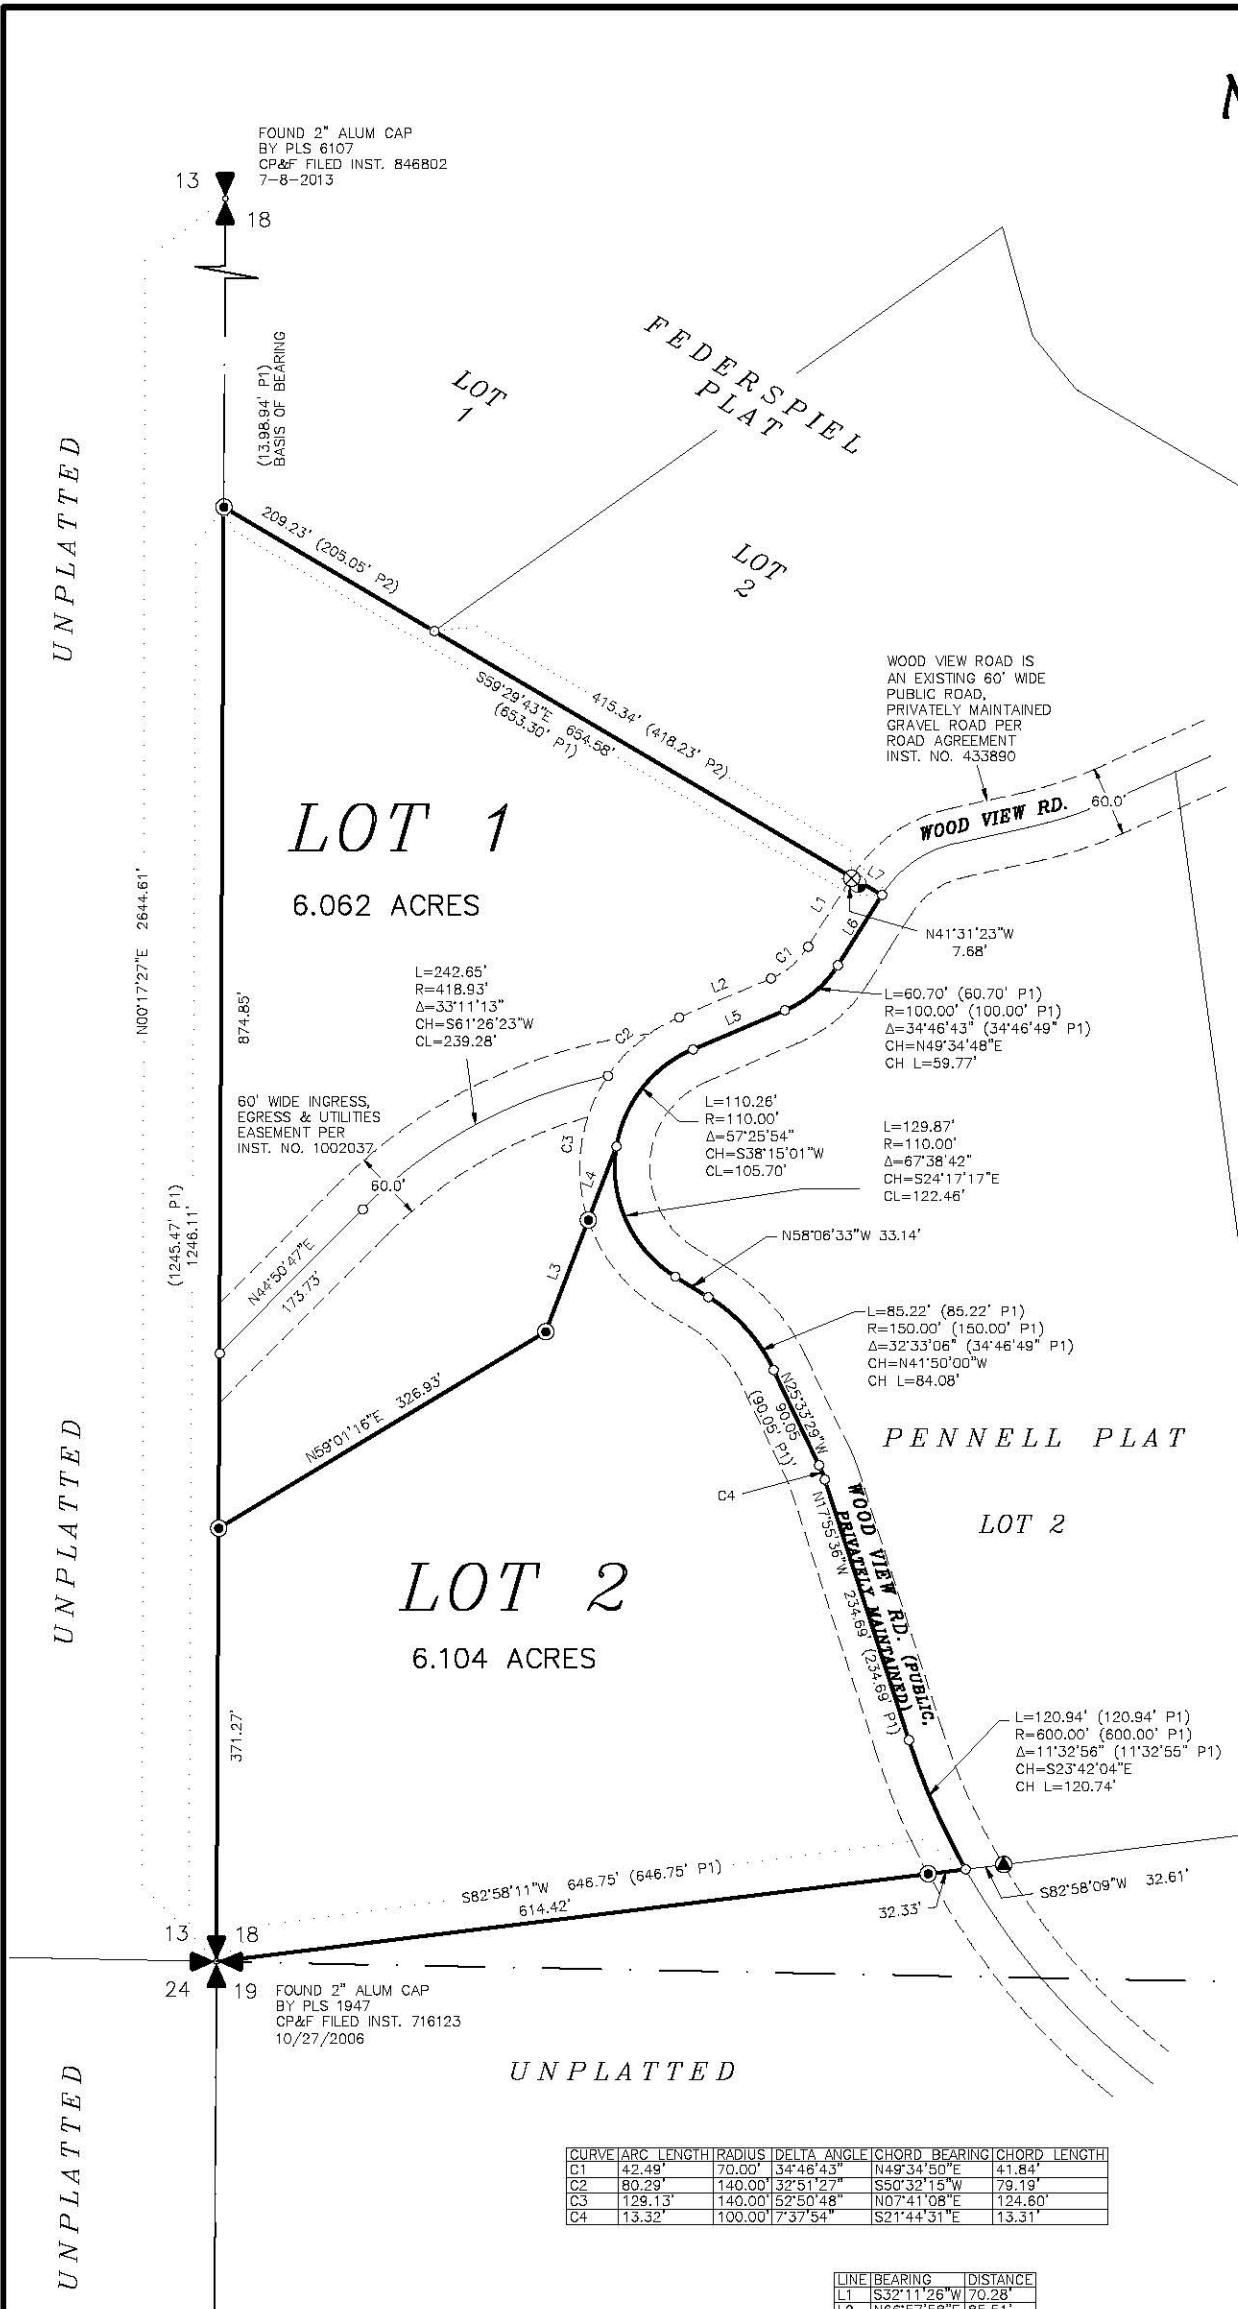 FOUND 2" ALUM CAP
BY PLS 6107
CP&F FILED INST. 846802
7-8-2013
13
18
(13.98.94' P1)
BASIS OF BEARING
FEDERSPIEL
PLAT
LOT
1
LOT
2
UNPLATTED
209.23' (205.05' P2)
S59°29'43"E 654.58'
(653.30' P1)
415.34' (418.23' P2)
WOOD VIEW ROAD IS
AN EXISTING 60' WIDE
PUBLIC ROAD,
PRIVATELY MAINTAINED
GRAVEL ROAD PER
ROAD AGREEMENT
INST. NO. 433890
WOOD VIEW RD.
60.0'
LOT 1
6.062 ACRES
N00°17'27"E 2644.61'
874.85'
L7
L1
L6
N41°31'23"W
7.68'
C1
L2
L5
C2
L=242.65'
R=418.93'
Δ=33°11'13"
CH=S61°26'23"W
CL=239.28'
L=60.70' (60.70' P1)
R=100.00' (100.00' P1)
Δ=34°46'43" (34°46'49" P1)
CH=N49°34'48"E
CH L=59.77'
60' WIDE INGRESS,
EGRESS & UTILITIES
EASEMENT PER
INST. NO. 1002037
60.0'
L=110.26'
R=110.00'
Δ=57°25'54"
CH=S38°15'01"W
CL=105.70'
L=129.87'
R=110.00'
Δ=67°38'42"
CH=S24°17'17"E
CL=122.46'
C3
L4
L3
(1245.47' P1)
1246.11'
N44°50'47"E
173.73'
N58°06'33"W 33.14'
L=85.22' (85.22' P1)
R=150.00' (150.00' P1)
Δ=32°33'06" (34°46'49" P1)
CH=N41°50'00"W
CH L=84.08'
N59°01'16"E 326.93'
N25°33'29"W
90.05
(90.05' P1)'
UNPLATTED
PENNELL PLAT
LOT 2
C4
N17°55'36"W 234.69' (234.69' P1)
WOOD VIEW RD. (PUBLIC,
PRIVATELY MAINTAINED)
LOT 2
6.104 ACRES
371.27'
L=120.94' (120.94' P1)
R=600.00' (600.00' P1)
Δ=11°32'56" (11°32'55" P1)
CH=S23°42'04"E
CH L=120.74'
S82°58'11"W 646.75' (646.75' P1)
614.42'
32.33'
S82°58'09"W 32.61'
13
18
24
19
FOUND 2" ALUM CAP
BY PLS 1947
CP&F FILED INST. 716123
10/27/2006
UNPLATTED
UNPLATTED
CURVE ARC LENGTH RADIUS DELTA ANGLE CHORD BEARING CHORD LENGTH
C1 42.49' 70.00' 34°46'43" N49°34'50"E 41.84'
C2 80.29' 140.00' 32°51'27" S50°32'15"W 79.19'
C3 129.13' 140.00' 52°50'48" N07°41'08"E 124.60'
C4 13.32' 100.00' 7°37'54" S21°44'31"E 13.31'
LINE BEARING DISTANCE
L1 S32°11'26"W 70.28'